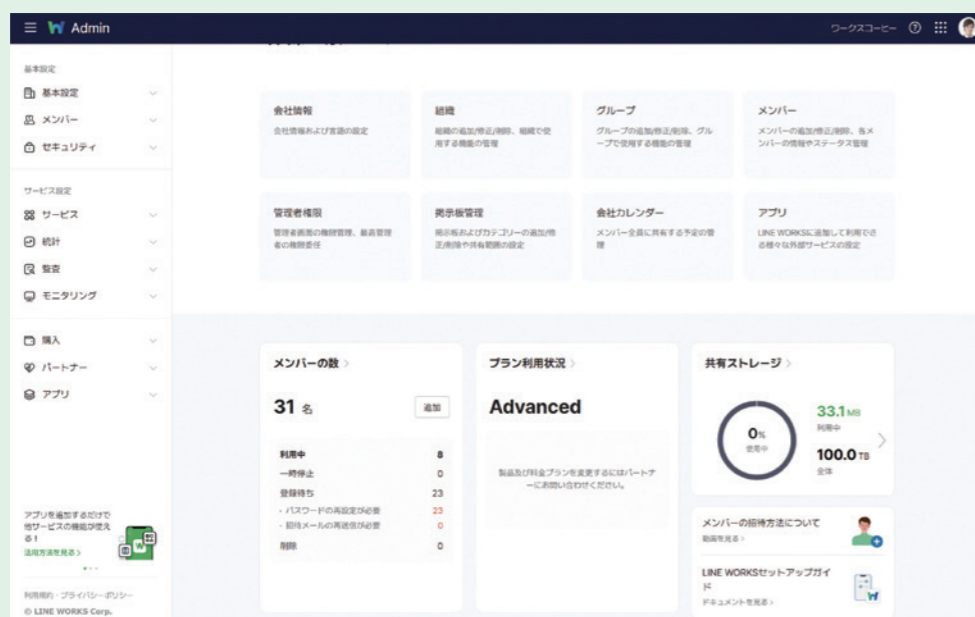 Admin
ワークスコーヒー
基本設定
基本設定
メンバー
セキュリティ
サービス設定
サービス
統計
監査
モニタリング
購入
パートナー
アプリ
アプリを追加するだけで
他サービスの機能が使え
る！
活用方法を見る >
利用規約・プライバシーポリシー
© LINE WORKS Corp.
会社情報
会社情報および言語の設定
組織
組織の追加/修正/削除、組織で使
用する機能の管理
グループ
グループの追加/修正/削除、グル
ープで使用する機能の管理
メンバー
メンバーの追加/修正/削除、各メ
ンバーの情報やステータス管理
管理者権限
管理者画面の権限管理、最高管理
者の権限委任
掲示板管理
掲示板およびカテゴリーの追加/修
正/削除や共有範囲の設定
会社カレンダー
メンバー全員に共有する予定の管
理
アプリ
LINE WORKSに追加して利用でき
る様々な外部サービスの設定
メンバーの数 >
31 名
追加
利用中 8
一時停止 0
登録待ち 23
・パスワードの再設定が必要 23
・招待メールの再送信が必要 0
削除 0
プラン利用状況 >
Advanced
製品及び料金プランを変更するにはパートナ
ーにお問い合わせください。
共有ストレージ >
0%
使用中
33.1 MB
利用中
100.0 TB
全体
メンバーの招待方法について
動画を見る >
LINE WORKSセットアップガイ
ド
ドキュメントを見る >